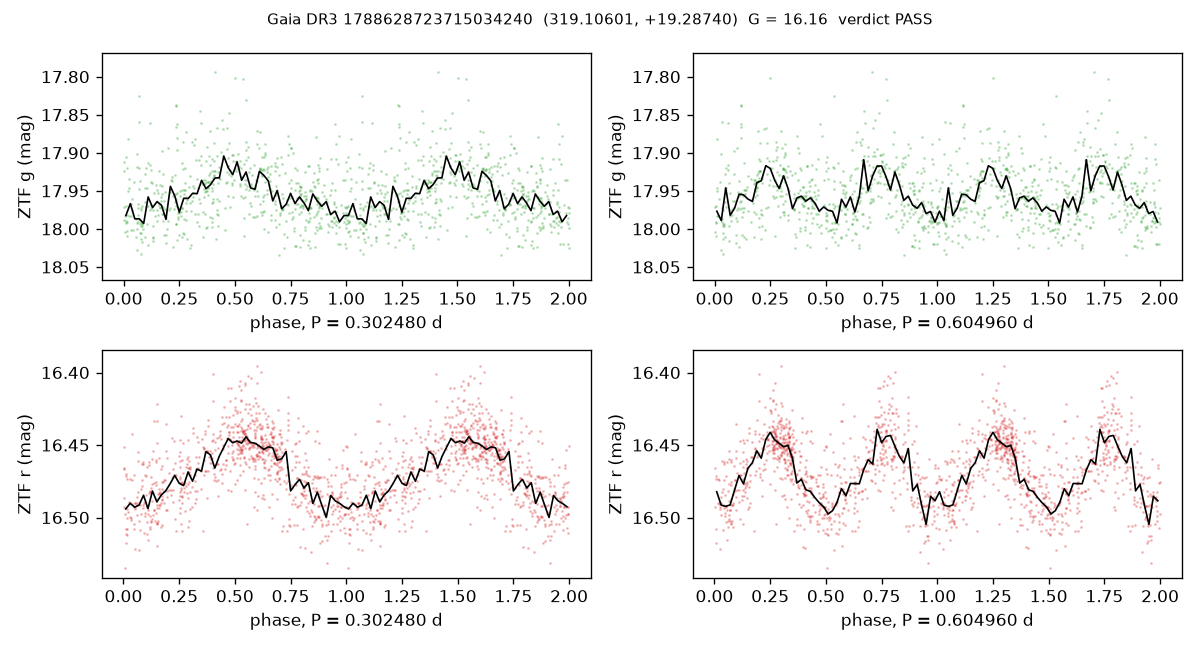 Gaia DR3 1788628723715034240 (319.10601, +19.28740) G = 16.16 verdict PASS
ZTF g (mag)
17.80
17.85
17.90
17.95
18.00
18.05
0.00 0.25 0.50 0.75 1.00 1.25 1.50 1.75 2.00
phase, P = 0.302480 d
ZTF g (mag)
17.80
17.85
17.90
17.95
18.00
18.05
0.00 0.25 0.50 0.75 1.00 1.25 1.50 1.75 2.00
phase, P = 0.604960 d
ZTF r (mag)
16.40
16.45
16.50
0.00 0.25 0.50 0.75 1.00 1.25 1.50 1.75 2.00
phase, P = 0.302480 d
ZTF r (mag)
16.40
16.45
16.50
0.00 0.25 0.50 0.75 1.00 1.25 1.50 1.75 2.00
phase, P = 0.604960 d